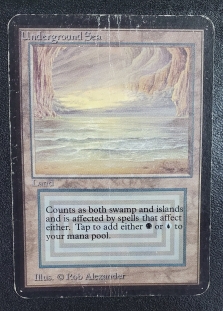 Underground Sea
Land
Counts as both swamp and islands
and is affected by spells that affect
either. Tap to add either or to
your mana pool.
Illus. © Rob Alexander